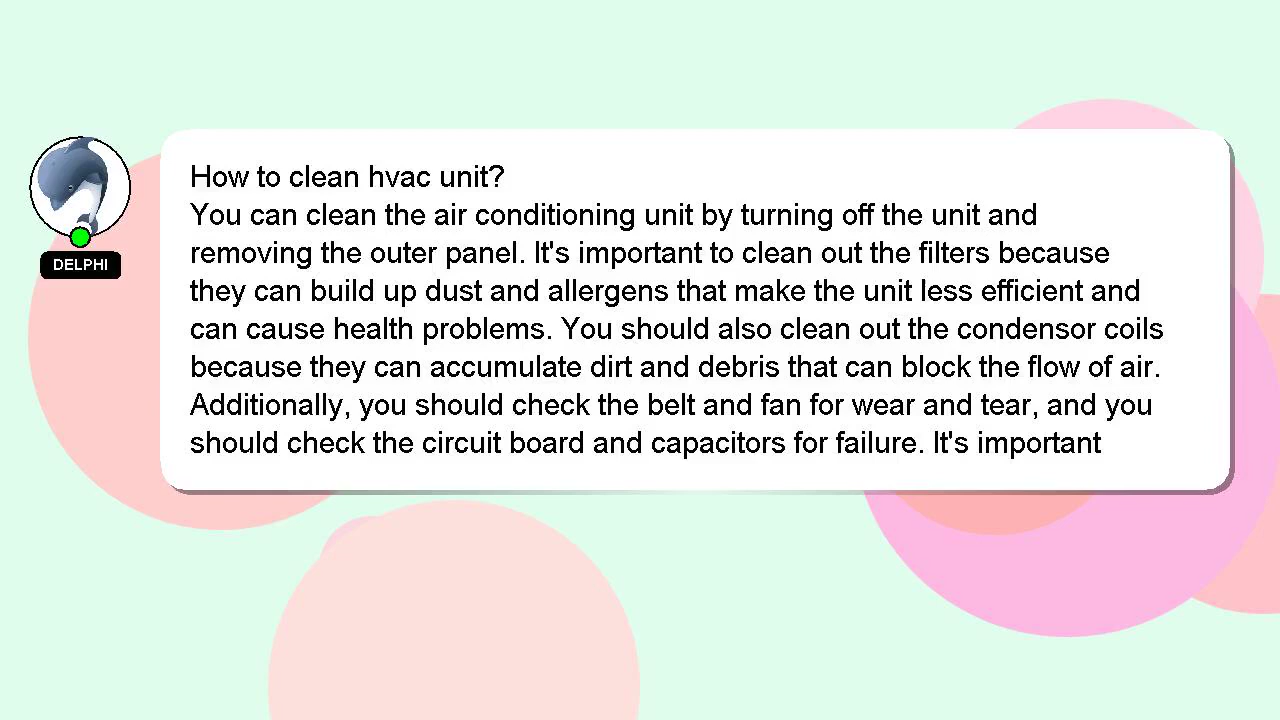 How to clean hvac unit?
You can clean the air conditioning unit by turning off the unit and
removing the outer panel. It's important to clean out the filters because
they can build up dust and allergens that make the unit less efficient and
can cause health problems. You should also clean out the condensor coils
because they can accumulate dirt and debris that can block the flow of air.
Additionally, you should check the belt and fan for wear and tear, and you
should check the circuit board and capacitors for failure. It's important
DELPHI